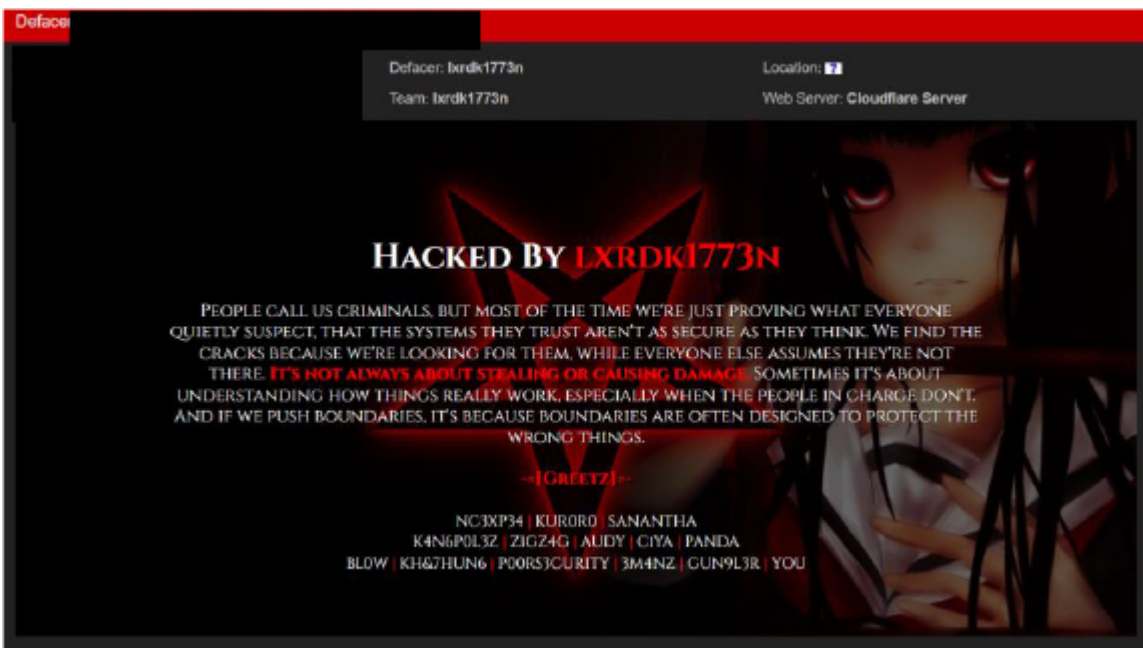 Deface
Defacer: lxrdk1773n
Location: ?
Team: lxrdk1773n
Web Server: Cloudflare Server
HACKED BY LXRDK1773N
PEOPLE CALL US CRIMINALS, BUT MOST OF THE TIME WE'RE JUST PROVING WHAT EVERYONE
QUIETLY SUSPECT, THAT THE SYSTEMS THEY TRUST AREN'T AS SECURE AS THEY THINK. WE FIND THE
CRACKS BECAUSE WE'RE LOOKING FOR THEM, WHILE EVERYONE ELSE ASSUMES THEY'RE NOT
THERE. IT'S NOT ALWAYS ABOUT STEALING OR CAUSING DAMAGE. SOMETIMES IT'S ABOUT
UNDERSTANDING HOW THINGS REALLY WORK, ESPECIALLY WHEN THE PEOPLE IN CHARGE DON'T.
AND IF WE PUSH BOUNDARIES, IT'S BECAUSE BOUNDARIES ARE OFTEN DESIGNED TO PROTECT THE
WRONG THINGS.
-=[GREETZ]=-
NC3XP34 | KUR0R0 | SANANTHA
K4N6P0L3Z | Z1GZ4G | AUDY | C1YA | PANDA
BL0W | KH&7HUN6 | P00RS3CURITY | 3M4NZ | GUN9L3R | YOU